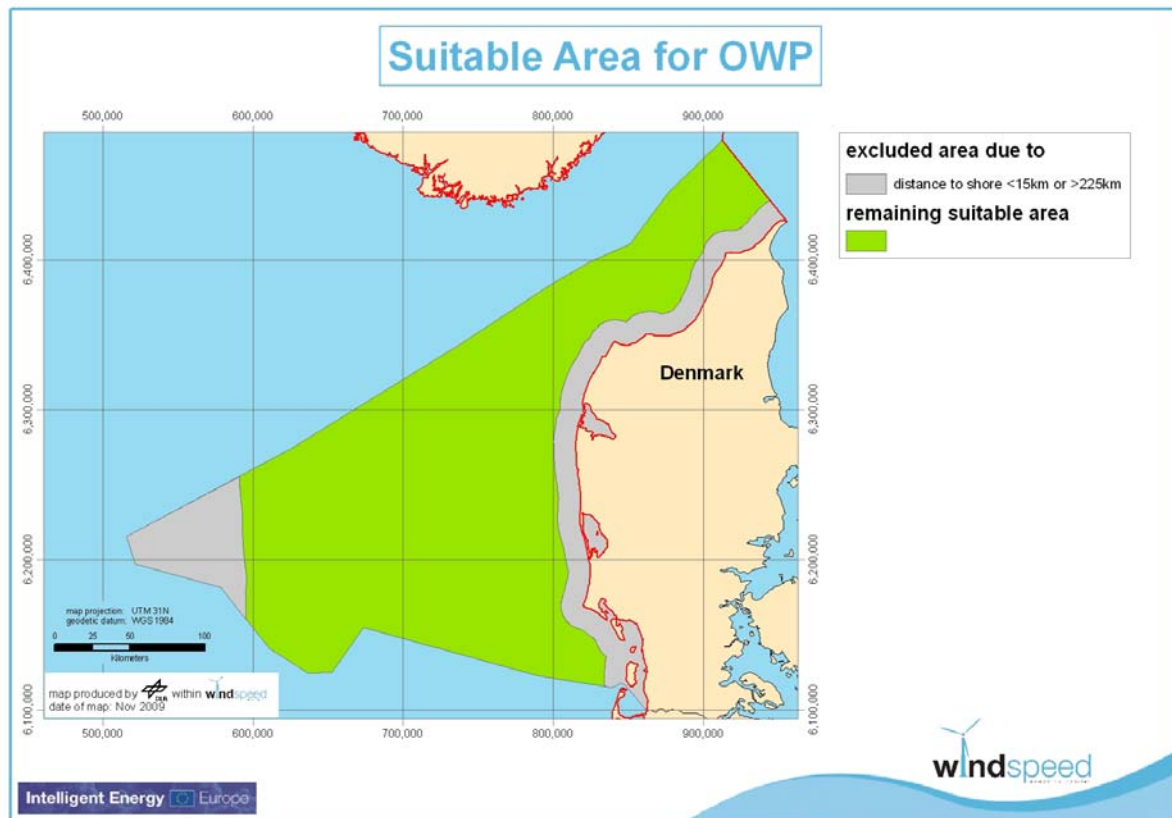 Suitable Area for OWP
500,000 600,000 700,000 800,000 900,000
excluded area due to
distance to shore <15km or >225km
remaining suitable area
6,400,000 6,400,000
Denmark
6,300,000 6,300,000
6,200,000 6,200,000
map projection: UTM 31N
geodetic datum: WGS 1984
0 25 50 100
Kilometers
map produced by DLR within windspeed
date of map: Nov 2009
6,100,000 6,100,000
500,000 600,000 700,000 800,000 900,000
windspeed
Intelligent Energy Europe